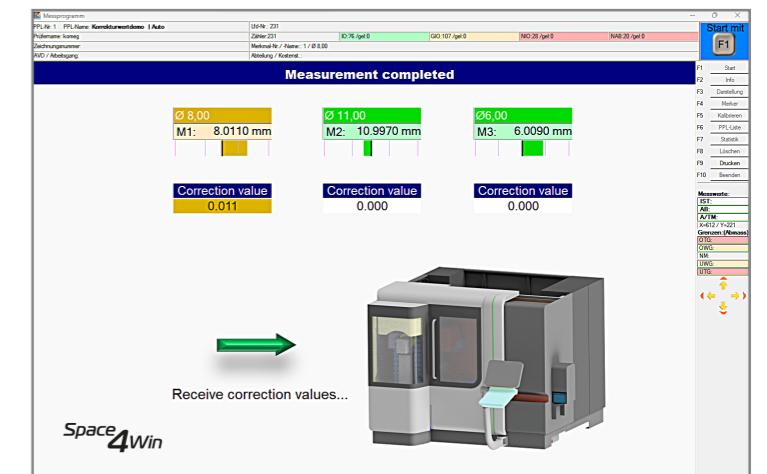 Messprogramm
PPL-Nr: 1 PPL-Name: Korrekturwertdemo | Auto
Lfd-Nr.: 231
Prüfername: korneg
Zähler:231
IO:76 /gel:0
GIO:107 /gel:0
NIO:28 /gel:0
NAB:20 /gel:0
Zeichnungsnummer:
Merkmal-Nr./ -Name: : 1 / Ø 8,00
AVO / Arbeitsgang:
Abteilung / Kostenst.:
Start mit
F1
Measurement completed
F1 Start
F2 Info
F3 Darstellung
F4 Merker
F5 Kalibrieren
F6 PPL-Liste
F7 Statistik
F8 Löschen
F9 Drucken
F10 Beenden
Ø 8,00
M1: 8.0110 mm
Ø 11,00
M2: 10.9970 mm
Ø6,00
M3: 6.0090 mm
Correction value
0.011
Correction value
0.000
Correction value
0.000
Messwerte:
IST:
AB:
A/TM:
X=612 / Y=221
Grenzen:(Abmass)
OTG:
OWG:
NM:
UWG:
UTG:
Receive correction values...
Space4Win